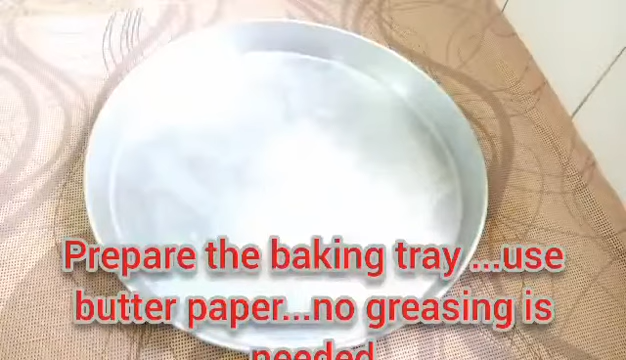 Prepare the baking tray ...use
butter paper...no greasing is
needed